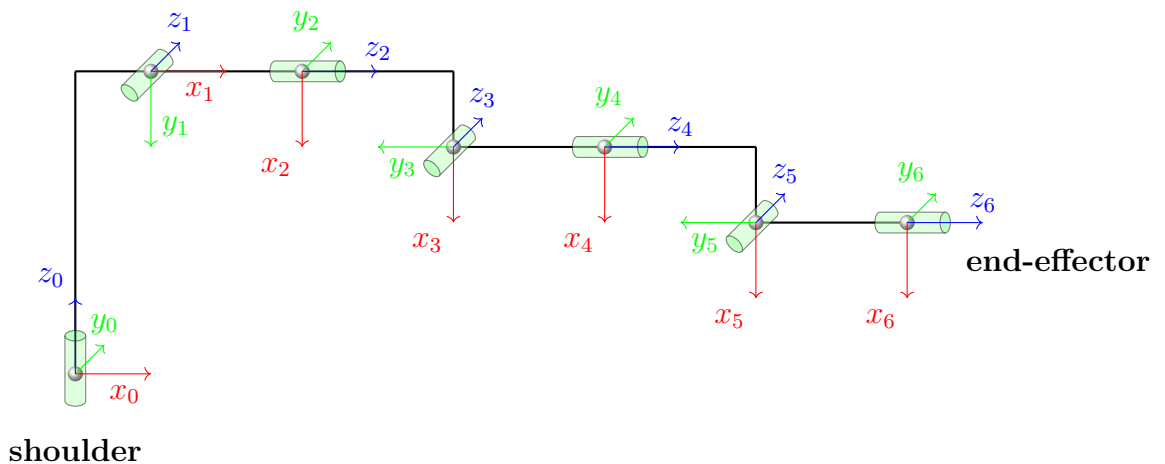 z₁
y₂
z₂
x₁
y₁
x₂
z₃
y₃
x₃
y₄
z₄
x₄
z₅
y₅
x₅
y₆
z₆
x₆
end-effector
z₀
y₀
x₀
shoulder